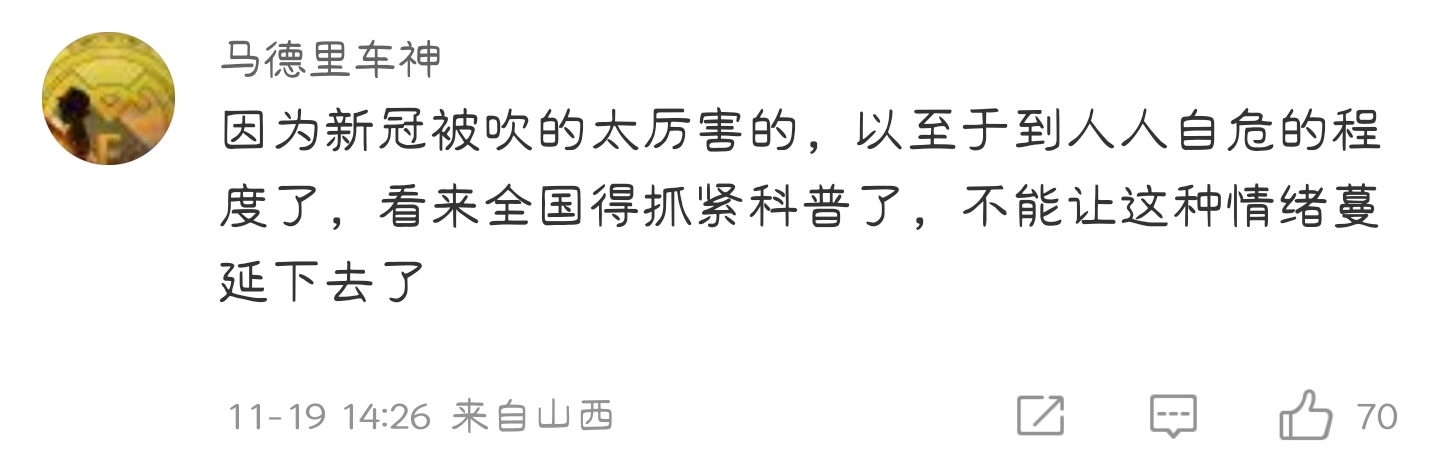 马德里车神
因为新冠被吹的太厉害的，以至于到人人自危的程
度了，看来全国得抓紧科普了，不能让这种情绪蔓
延下去了
11-19 14:26 来自山西 70